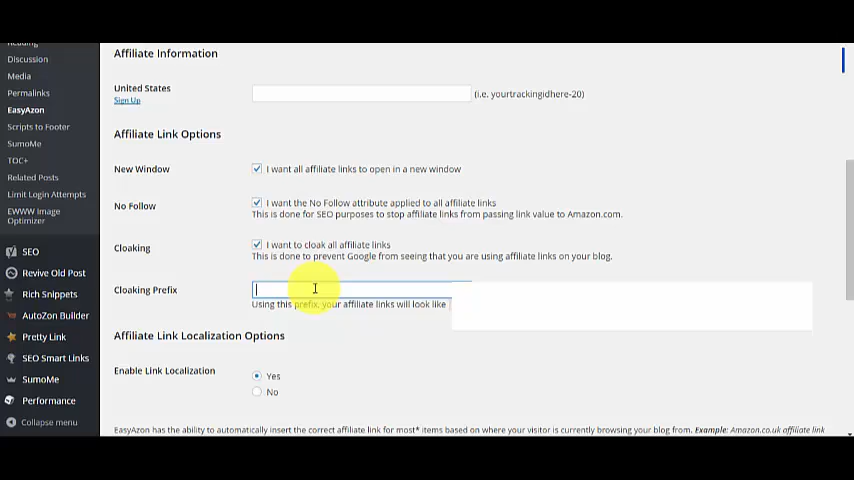 Discussion
Media
Permalinks
EasyAzon
Scripts to Footer
SumoMe
TOC+
Related Posts
Limit Login Attempts
EWWW Image
Optimizer
SEO
Revive Old Post
Rich Snippets
AutoZon Builder
Pretty Link
SEO Smart Links
SumoMe
Performance
Collapse menu
Affiliate Information
United States
Sign Up
(i.e. yourtrackingidhere-20)
Affiliate Link Options
New Window
I want all affiliate links to open in a new window
No Follow
I want the No Follow attribute applied to all affiliate links
This is done for SEO purposes to stop affiliate links from passing link value to Amazon.com.
Cloaking
I want to cloak all affiliate links
This is done to prevent Google from seeing that you are using affiliate links on your blog.
Cloaking Prefix
Using this prefix, your affiliate links will look like
Affiliate Link Localization Options
Enable Link Localization
Yes
No
EasyAzon has the ability to automatically insert the correct affiliate link for most* items based on where your visitor is currently browsing your blog from. Example: Amazon.co.uk affiliate link